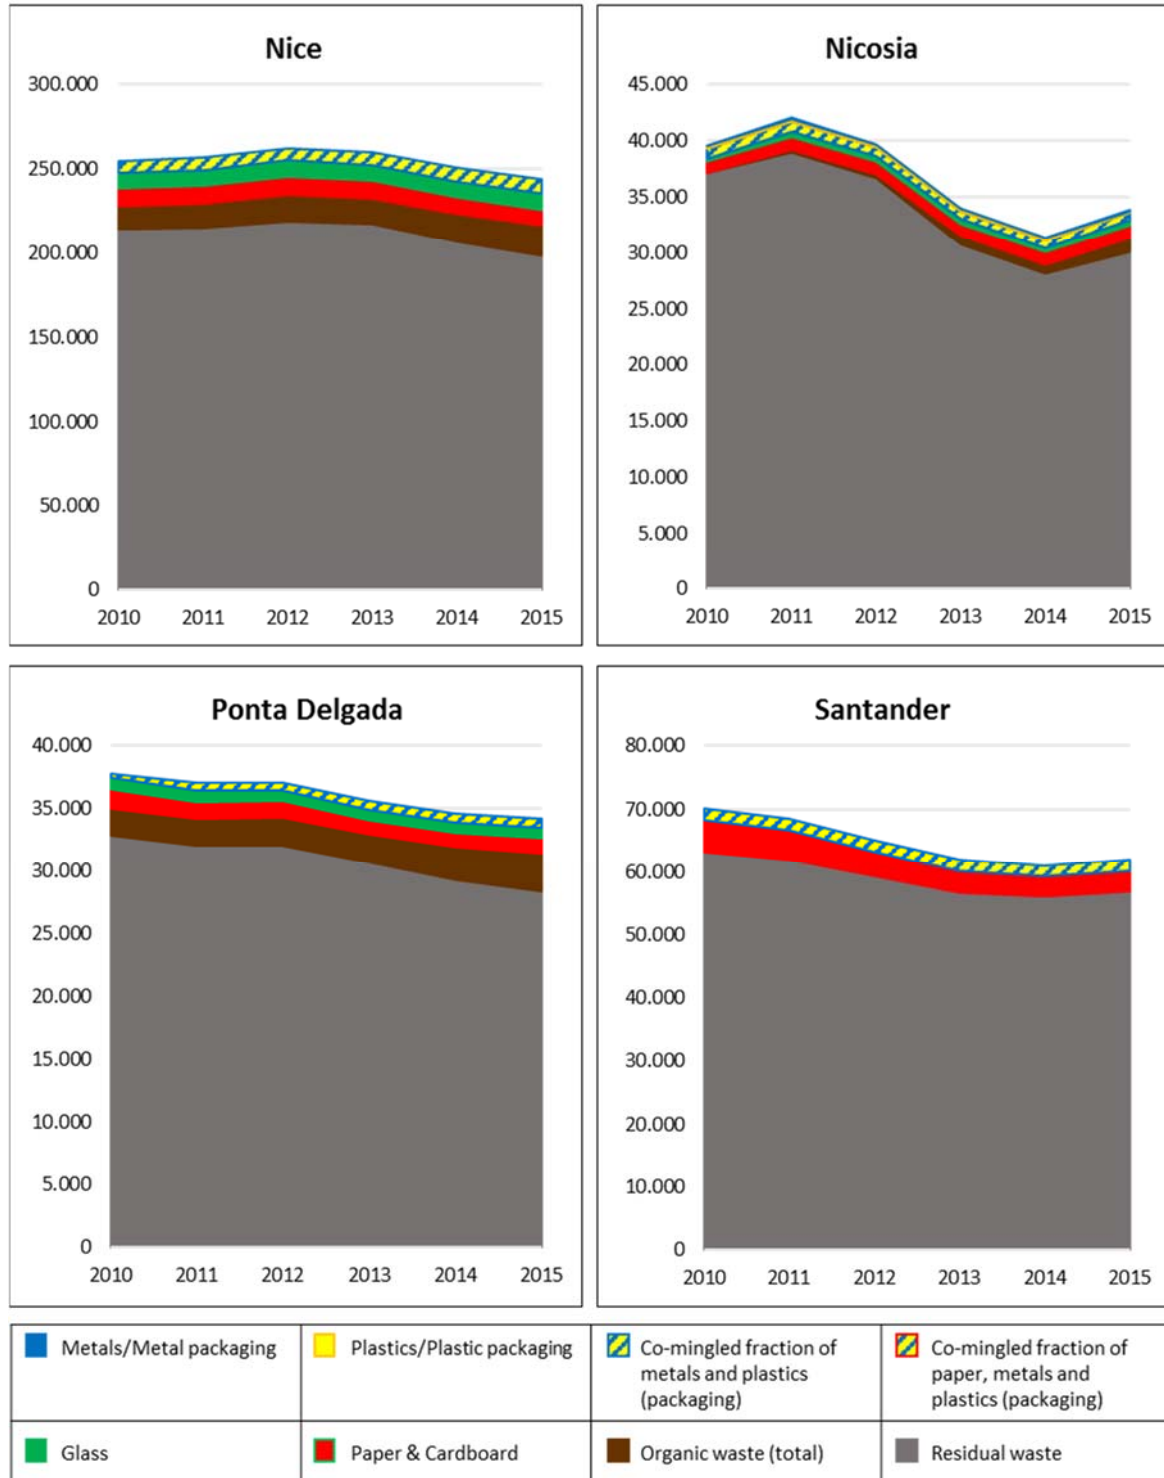 Nice
300.000
250.000
200.000
150.000
100.000
50.000
0
2010 2011 2012 2013 2014 2015
Nicosia
45.000
40.000
35.000
30.000
25.000
20.000
15.000
10.000
5.000
0
2010 2011 2012 2013 2014 2015
Ponta Delgada
40.000
35.000
30.000
25.000
20.000
15.000
10.000
5.000
0
2010 2011 2012 2013 2014 2015
Santander
80.000
70.000
60.000
50.000
40.000
30.000
20.000
10.000
0
2010 2011 2012 2013 2014 2015
Metals/Metal packaging
Plastics/Plastic packaging
Co-mingled fraction of
metals and plastics
(packaging)
Co-mingled fraction of
paper, metals and
plastics (packaging)
Glass
Paper & Cardboard
Organic waste (total)
Residual waste